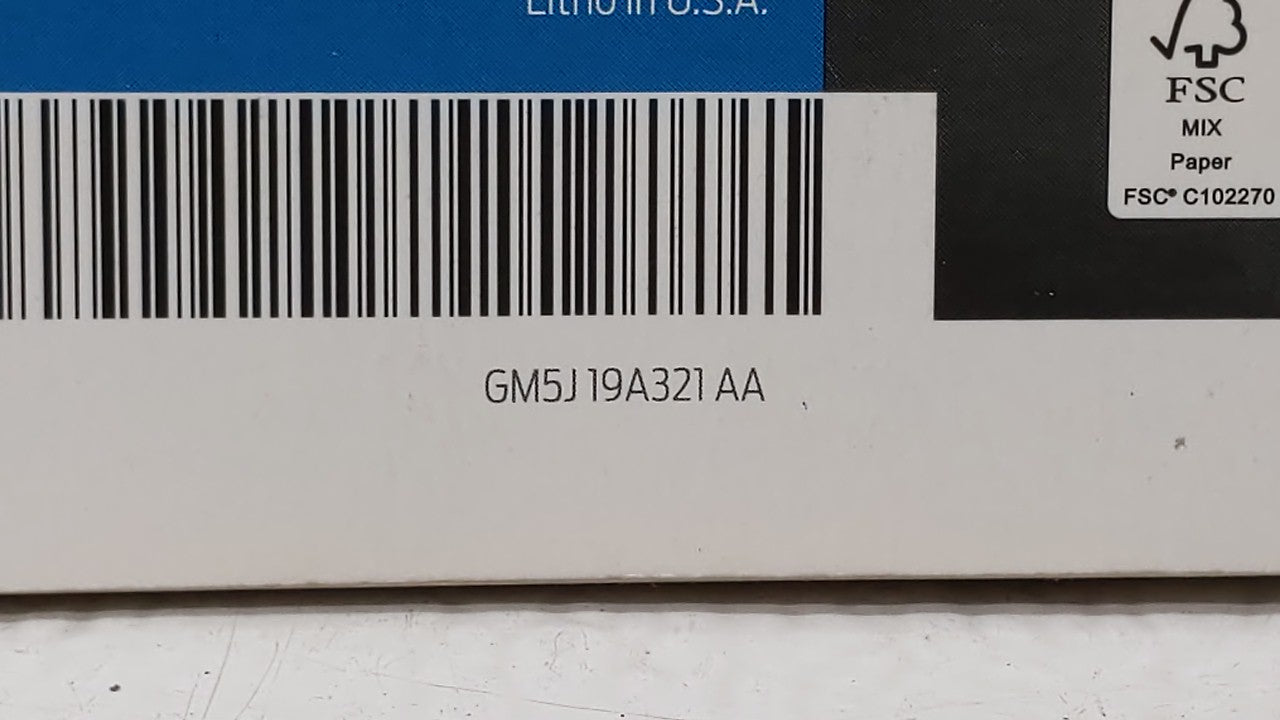 Litho in U.S.A.
FSC
MIX
Paper
FSC® C102270
GM5J 19A321 AA